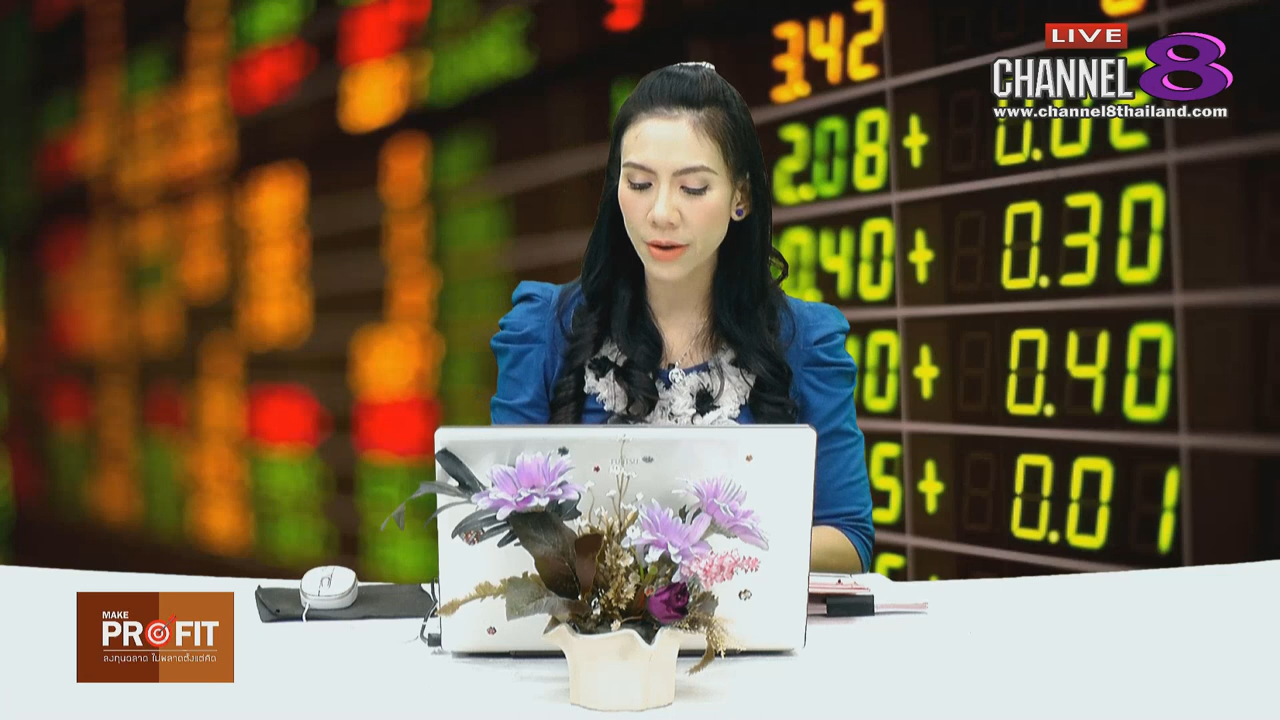 LIVE
CHANNEL 8
www.channel8thailand.com
3.42
2.08 + 0.02
0.40 + 0.30
+ 0.40
+ 0.01
MAKE
PROFIT
ลงทุนฉลาด ไม่พลาดตั้งแต่คิด